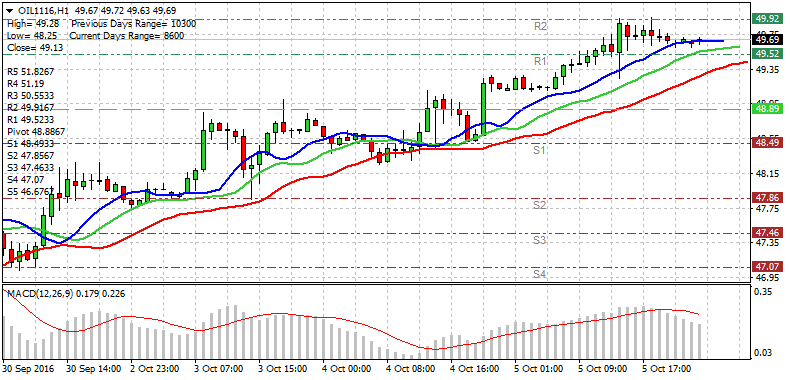 OIL1116,H1 49.67 49.72 49.63 49,69
High= 49.28 Previous Days Range= 10300
Low= 48.25 Current Days Range= 8600
Close= 49.13
R5 51.8267
R4 51.19
R3 50.5533
R2 49.9167
R1 49.5233
Pivot 48.8867
S1 48.4933
S2 47.8567
S3 47.4633
S4 47.07
S5 46.6767
R2
R1
S1
S2
S3
S4
49.92
49.75
49.69
49.52
49.35
48.95
48.89
48.55
48.49
48.15
47.86
47.75
47.46
47.35
47.07
46.95
MACD(12,26,9) 0.179 0.226
0.35
0.03
30 Sep 2016
30 Sep 14:00
2 Oct 23:00
3 Oct 07:00
3 Oct 15:00
4 Oct 00:00
4 Oct 08:00
4 Oct 16:00
5 Oct 01:00
5 Oct 09:00
5 Oct 17:00